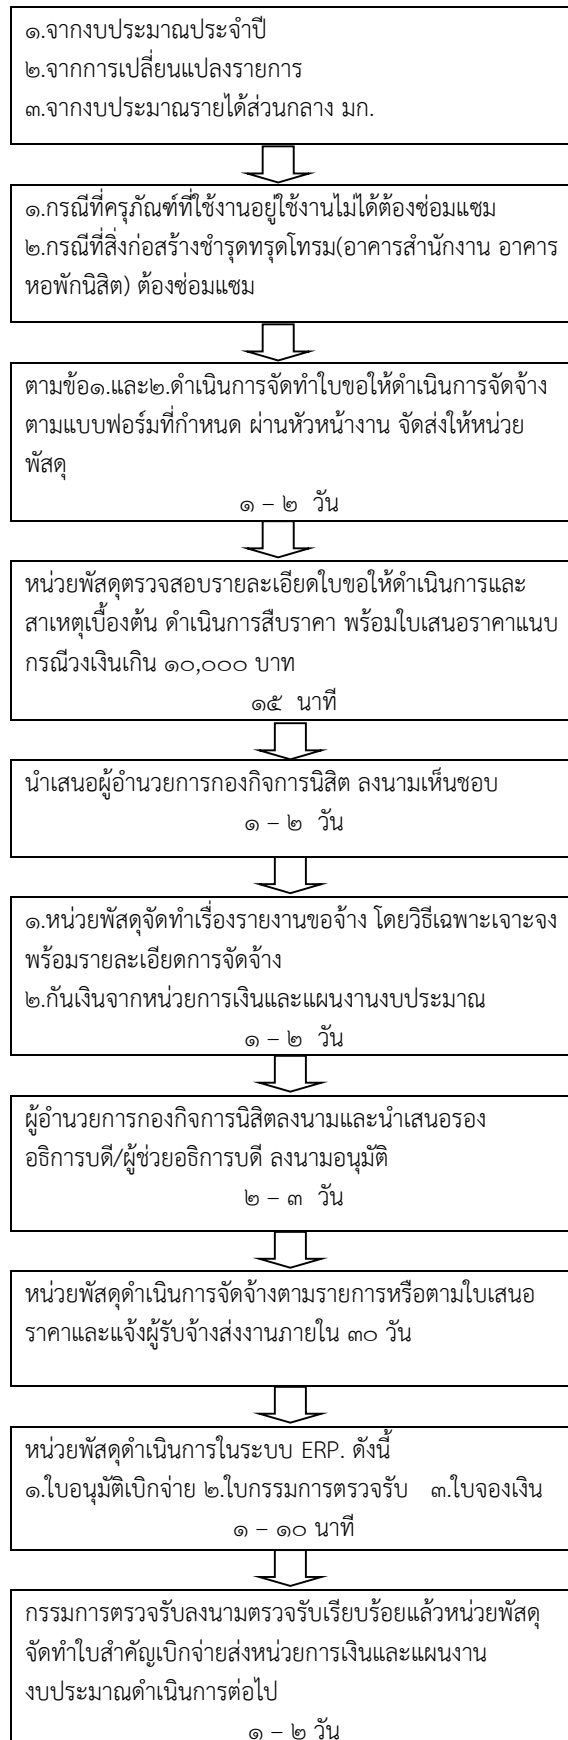 ๑.จากงบประมาณประจำปี
๒.จากการเปลี่ยนแปลงรายการ
๓.จากงบประมาณรายได้ส่วนกลาง มก.
๑.กรณีที่ครุภัณฑ์ที่ใช้งานอยู่ใช้งานไม่ได้ต้องซ่อมแซม
๒.กรณีที่สิ่งก่อสร้างชำรุดทรุดโทรม(อาคารสำนักงาน อาคาร
หอพักนิสิต) ต้องซ่อมแซม
ตามข้อ๑.และ๒.ดำเนินการจัดทำใบขอให้ดำเนินการจัดจ้าง
ตามแบบฟอร์มที่กำหนด ผ่านหัวหน้างาน จัดส่งให้หน่วย
พัสดุ
๑ – ๒ วัน
หน่วยพัสดุตรวจสอบรายละเอียดใบขอให้ดำเนินการและ
สาเหตุเบื้องต้น ดำเนินการสืบราคา พร้อมใบเสนอราคาแนบ
กรณีวงเงินเกิน ๑๐,๐๐๐ บาท
๑๕ นาที
นำเสนอผู้อำนวยการกองกิจการนิสิต ลงนามเห็นชอบ
๑ – ๒ วัน
๑.หน่วยพัสดุจัดทำเรื่องรายงานขอจ้าง โดยวิธีเฉพาะเจาะจง
พร้อมรายละเอียดการจัดจ้าง
๒.กันเงินจากหน่วยการเงินและแผนงานงบประมาณ
๑ – ๒ วัน
ผู้อำนวยการกองกิจการนิสิตลงนามและนำเสนอรอง
อธิการบดี/ผู้ช่วยอธิการบดี ลงนามอนุมัติ
๒ – ๓ วัน
หน่วยพัสดุดำเนินการจัดจ้างตามรายการหรือตามใบเสนอ
ราคาและแจ้งผู้รับจ้างส่งงานภายใน ๓๐ วัน
หน่วยพัสดุดำเนินการในระบบ ERP. ดังนี้
๑.ใบอนุมัติเบิกจ่าย ๒.ใบกรรมการตรวจรับ ๓.ใบจองเงิน
๑ – ๑๐ นาที
กรรมการตรวจรับลงนามตรวจรับเรียบร้อยแล้วหน่วยพัสดุ
จัดทำใบสำคัญเบิกจ่ายส่งหน่วยการเงินและแผนงาน
งบประมาณดำเนินการต่อไป
๑ – ๒ วัน